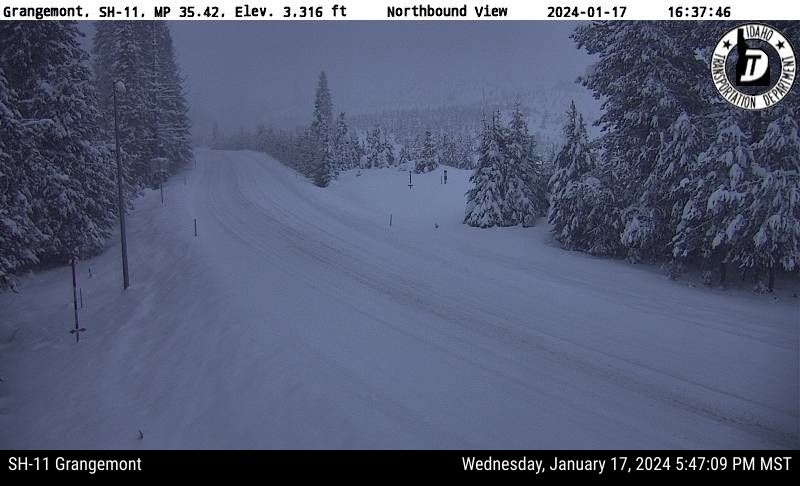 Grangemont, SH-11, MP 35.42, Elev. 3,316 ft Northbound View 2024-01-17 16:37:46
IDAHO
TRANSPORTATION DEPARTMENT
SH-11 Grangemont Wednesday, January 17, 2024 5:47:09 PM MST